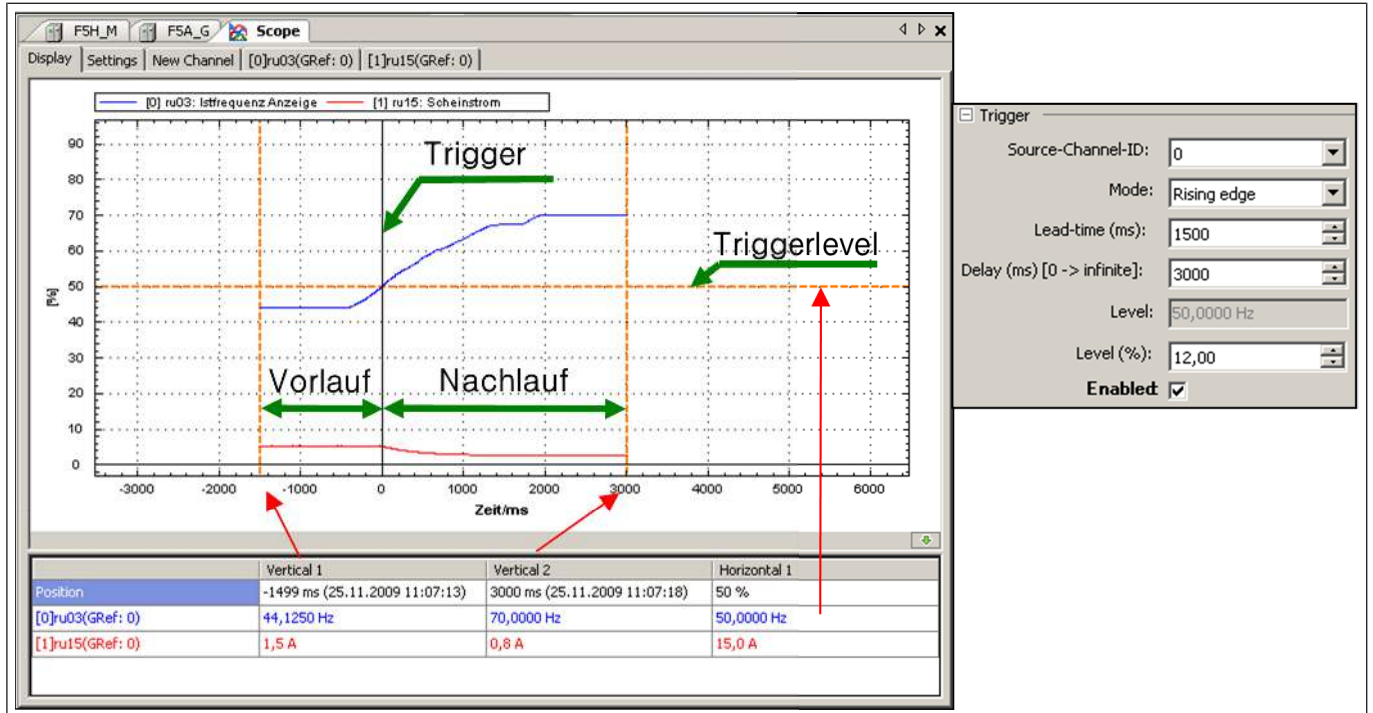 F5H_M F5A_G Scope
Display Settings New Channel [0]ru03(GRef: 0) [1]ru15(GRef: 0)
[0] ru03: Istfrequenz Anzeige [1] ru15: Scheinstrom
90
80
70
60
50
40
30
20
10
0
[%]
Trigger
Triggerlevel
Vorlauf Nachlauf
-3000 -2000 -1000 0 1000 2000 3000 4000 5000 6000
Zeit/ms
Vertical 1 Vertical 2 Horizontal 1
Position -1499 ms (25.11.2009 11:07:13) 3000 ms (25.11.2009 11:07:18) 50 %
[0]ru03(GRef: 0) 44,1250 Hz 70,0000 Hz 50,0000 Hz
[1]ru15(GRef: 0) 1,5 A 0,8 A 15,0 A
Trigger
Source-Channel-ID: 0
Mode: Rising edge
Lead-time (ms): 1500
Delay (ms) [0 -> infinite]: 3000
Level: 50,0000 Hz
Level (%): 12,00
Enabled: